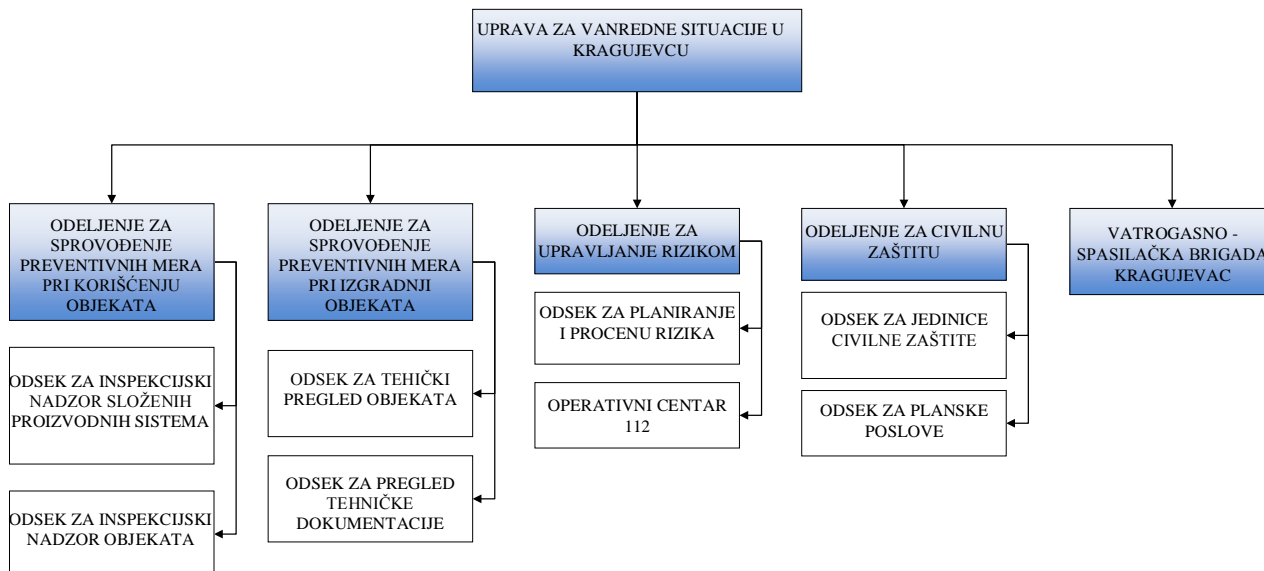 UPRAVA ZA VANREDNE SITUACIJE U
KRAGUJEVCU
ODELJENJE ZA
SPROVOĐENJE
PREVENTIVNIH MERA
PRI KORIŠĆENJU
OBJEKATA
ODSEK ZA INSPEKCIJSKI
NADZOR SLOŽENIH
PROIZVODNIH SISTEMA
ODSEK ZA INSPEKCIJSKI
NADZOR OBJEKATA
ODELJENJE ZA
SPROVOĐENJE
PREVENTIVNIH MERA
PRI IZGRADNJI
OBJEKATA
ODSEK ZA TEHIČKI
PREGLED OBJEKATA
ODSEK ZA PREGLED
TEHNIČKE
DOKUMENTACIJE
ODELJENJE ZA
UPRAVLJANJE RIZIKOM
ODSEK ZA PLANIRANJE
I PROCENU RIZIKA
OPERATIVNI CENTAR
112
ODELJENJE ZA CIVILNU
ZAŠTITU
ODSEK ZA JEDINICE
CIVILNE ZAŠTITE
ODSEK ZA PLANSKE
POSLOVE
VATROGASNO -
SPASILAČKA BRIGADA
KRAGUJEVAC